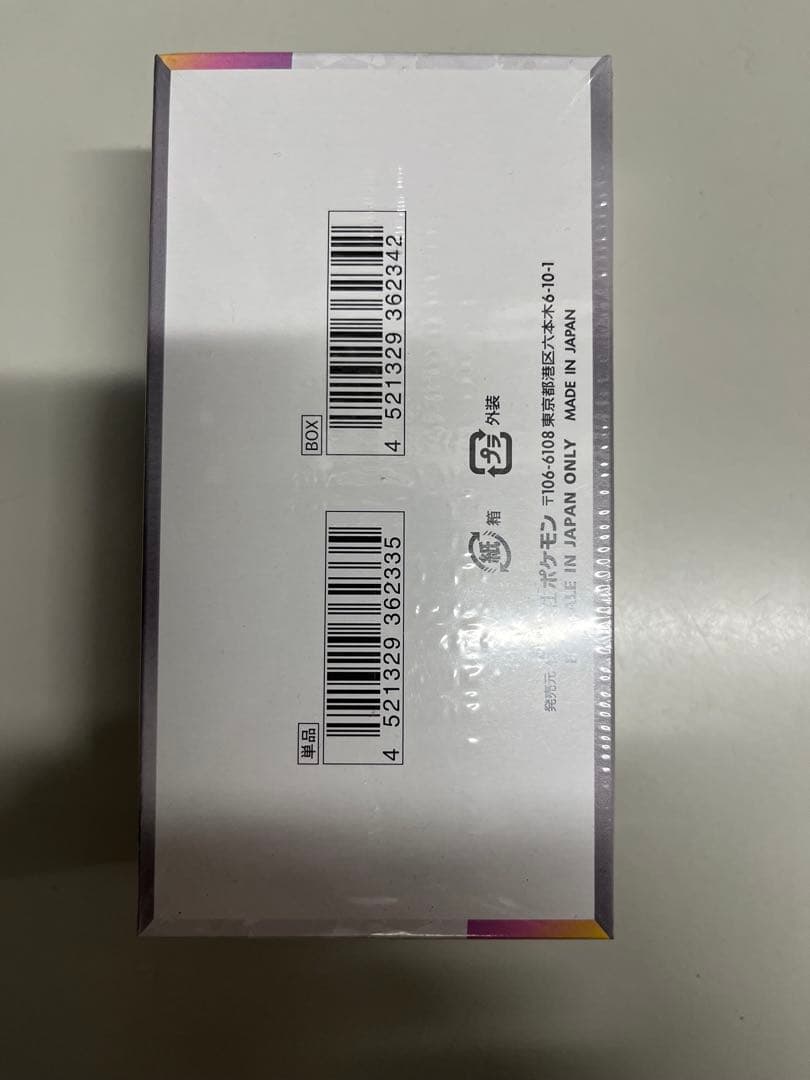 単品
4 521329 362335
BOX
4 521329 362342
紙 箱
プラ 外装
発売元 ポケモン 〒106-6108 東京都港区六本木6-10-1
IN JAPAN ONLY MADE IN JAPAN